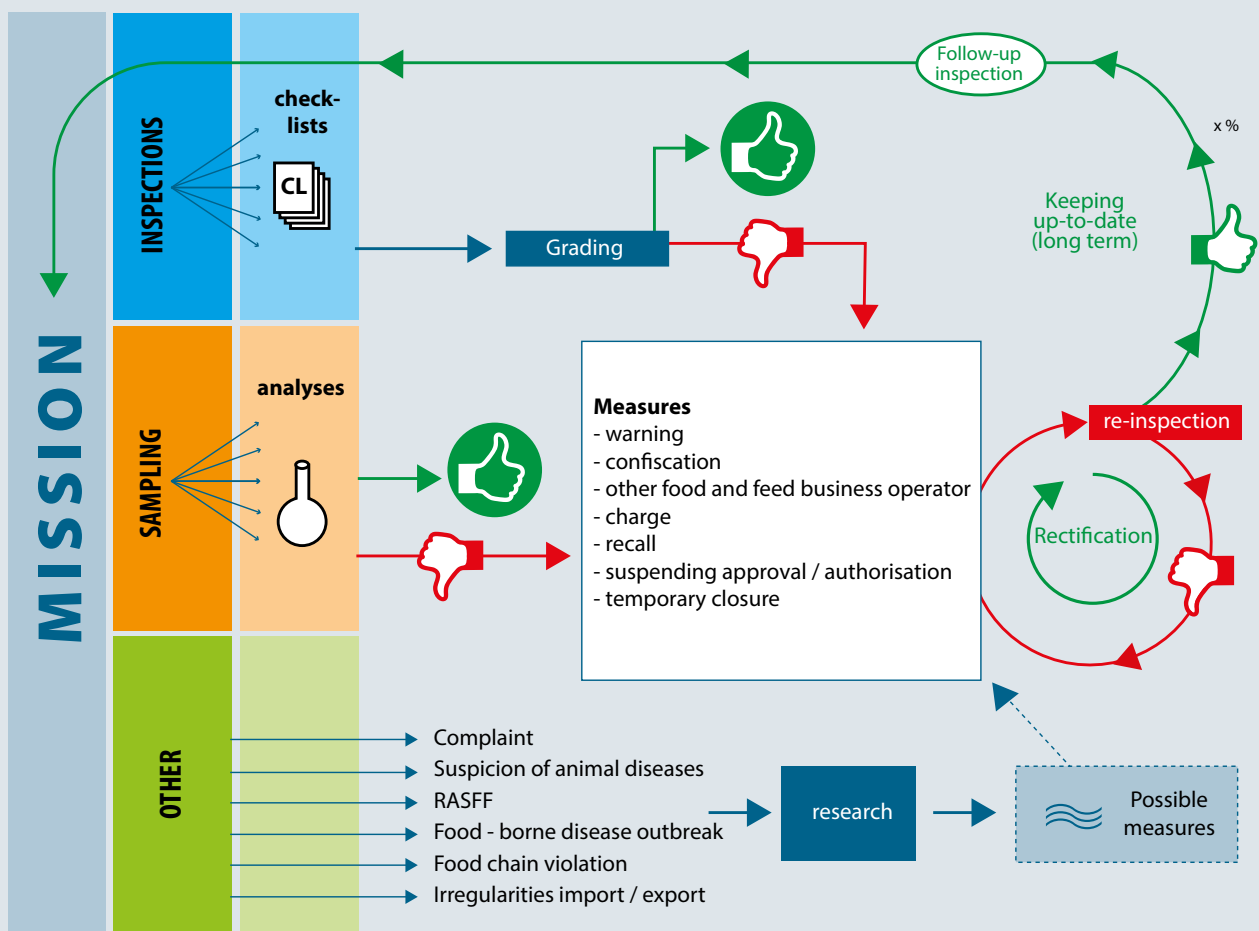 MISSION
INSPECTIONS
check-
lists
CL
Grading
Follow-up
inspection
x %
Keeping
up-to-date
(long term)
SAMPLING
analyses
Measures
- warning
- confiscation
- other food and feed business operator
- charge
- recall
- suspending approval / authorisation
- temporary closure
re-inspection
Rectification
OTHER
Complaint
Suspicion of animal diseases
RASFF
Food - borne disease outbreak
Food chain violation
Irregularities import / export
research
Possible
measures